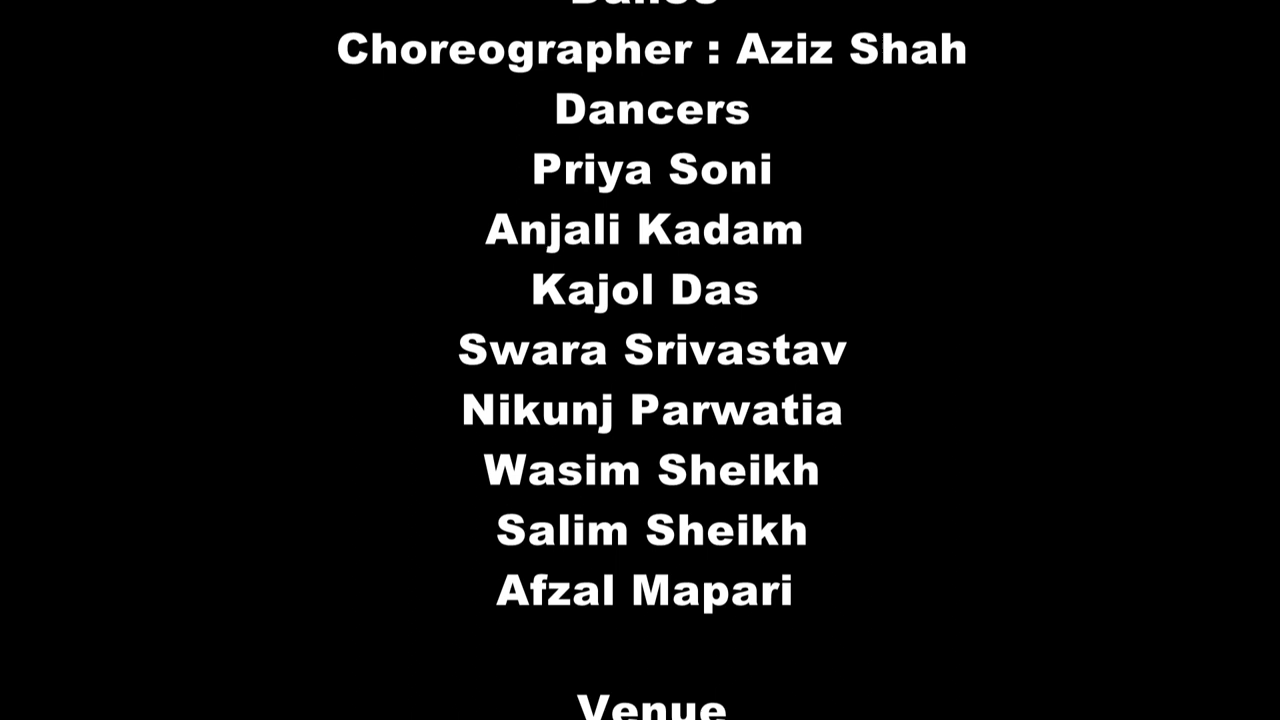 Dance
Choreographer : Aziz Shah
Dancers
Priya Soni
Anjali Kadam
Kajol Das
Swara Srivastav
Nikunj Parwatia
Wasim Sheikh
Salim Sheikh
Afzal Mapari
Venue